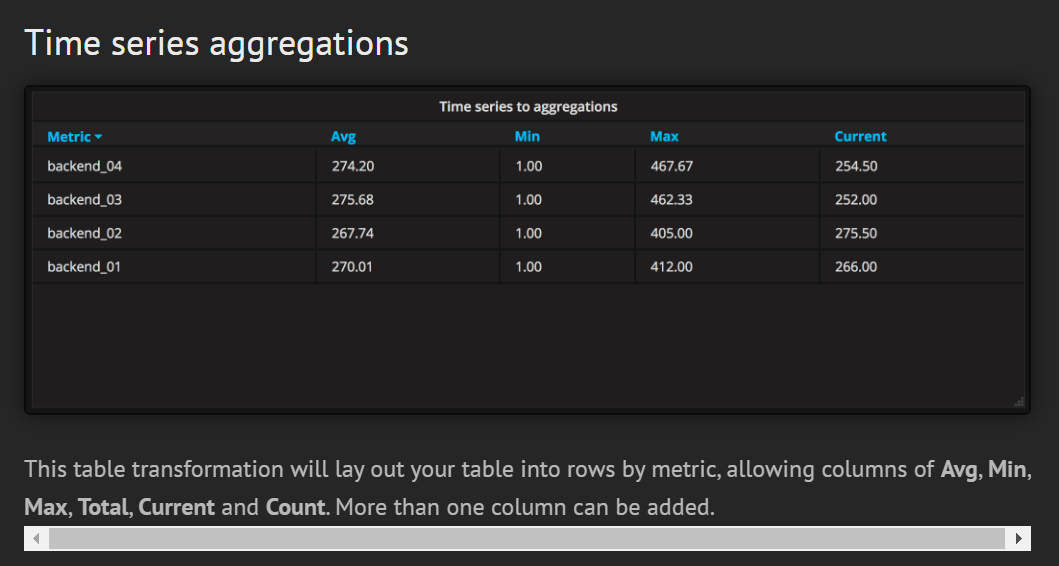 Time series aggregations
Time series to aggregations
Metric Avg Min Max Current
backend_04 274.20 1.00 467.67 254.50
backend_03 275.68 1.00 462.33 252.00
backend_02 267.74 1.00 405.00 275.50
backend_01 270.01 1.00 412.00 266.00
This table transformation will lay out your table into rows by metric, allowing columns of Avg, Min,
Max, Total, Current and Count. More than one column can be added.